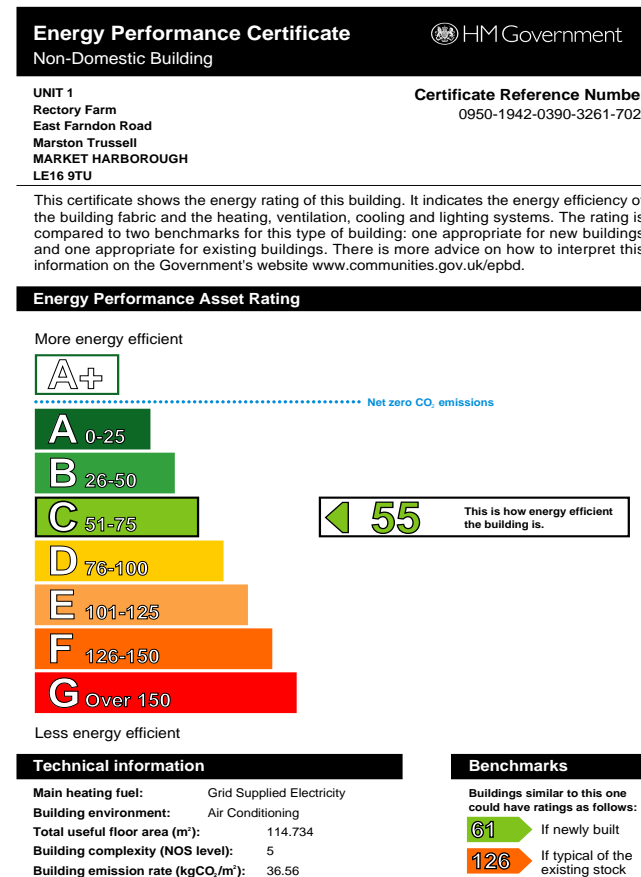 Energy Performance Certificate
HM Government
Non-Domestic Building
UNIT 1
Rectory Farm
East Farndon Road
Marston Trussell
MARKET HARBOROUGH
LE16 9TU
Certificate Reference Numbe
0950-1942-0390-3261-702
This certificate shows the energy rating of this building. It indicates the energy efficiency of
the building fabric and the heating, ventilation, cooling and lighting systems. The rating is
compared to two benchmarks for this type of building: one appropriate for new buildings
and one appropriate for existing buildings. There is more advice on how to interpret this
information on the Government's website www.communities.gov.uk/epbd.
Energy Performance Asset Rating
More energy efficient
A+
Net zero CO₂ emissions
A 0-25
B 26-50
C 51-75
55
This is how energy efficient
the building is.
D 76-100
E 101-125
F 126-150
G Over 150
Less energy efficient
Technical information
Main heating fuel: Grid Supplied Electricity
Building environment: Air Conditioning
Total useful floor area (m²): 114.734
Building complexity (NOS level): 5
Building emission rate (kgCO₂/m²): 36.56
Benchmarks
Buildings similar to this one
could have ratings as follows:
61 If newly built
126 If typical of the
existing stock